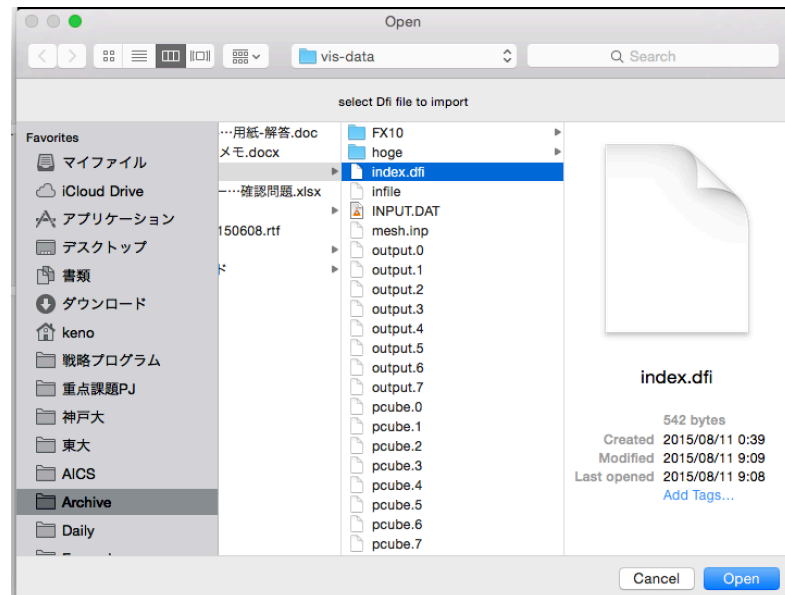 Open
vis-data
Search
select Dfi file to import
Favorites
マイファイル
iCloud Drive
アプリケーション
デスクトップ
書類
ダウンロード
keno
戦略プログラム
重点課題PJ
神戸大
東大
AICS
Archive
Daily
…用紙-解答.doc
メモ.docx
ー…確認問題.xlsx
150608.rtf
ド
FX10
hoge
index.dfi
infile
INPUT.DAT
mesh.inp
output.0
output.1
output.2
output.3
output.4
output.5
output.6
output.7
pcube.0
pcube.1
pcube.2
pcube.3
pcube.4
pcube.5
pcube.6
pcube.7
index.dfi
542 bytes
Created 2015/08/11 0:39
Modified 2015/08/11 9:09
Last opened 2015/08/11 9:08
Add Tags...
Cancel
Open